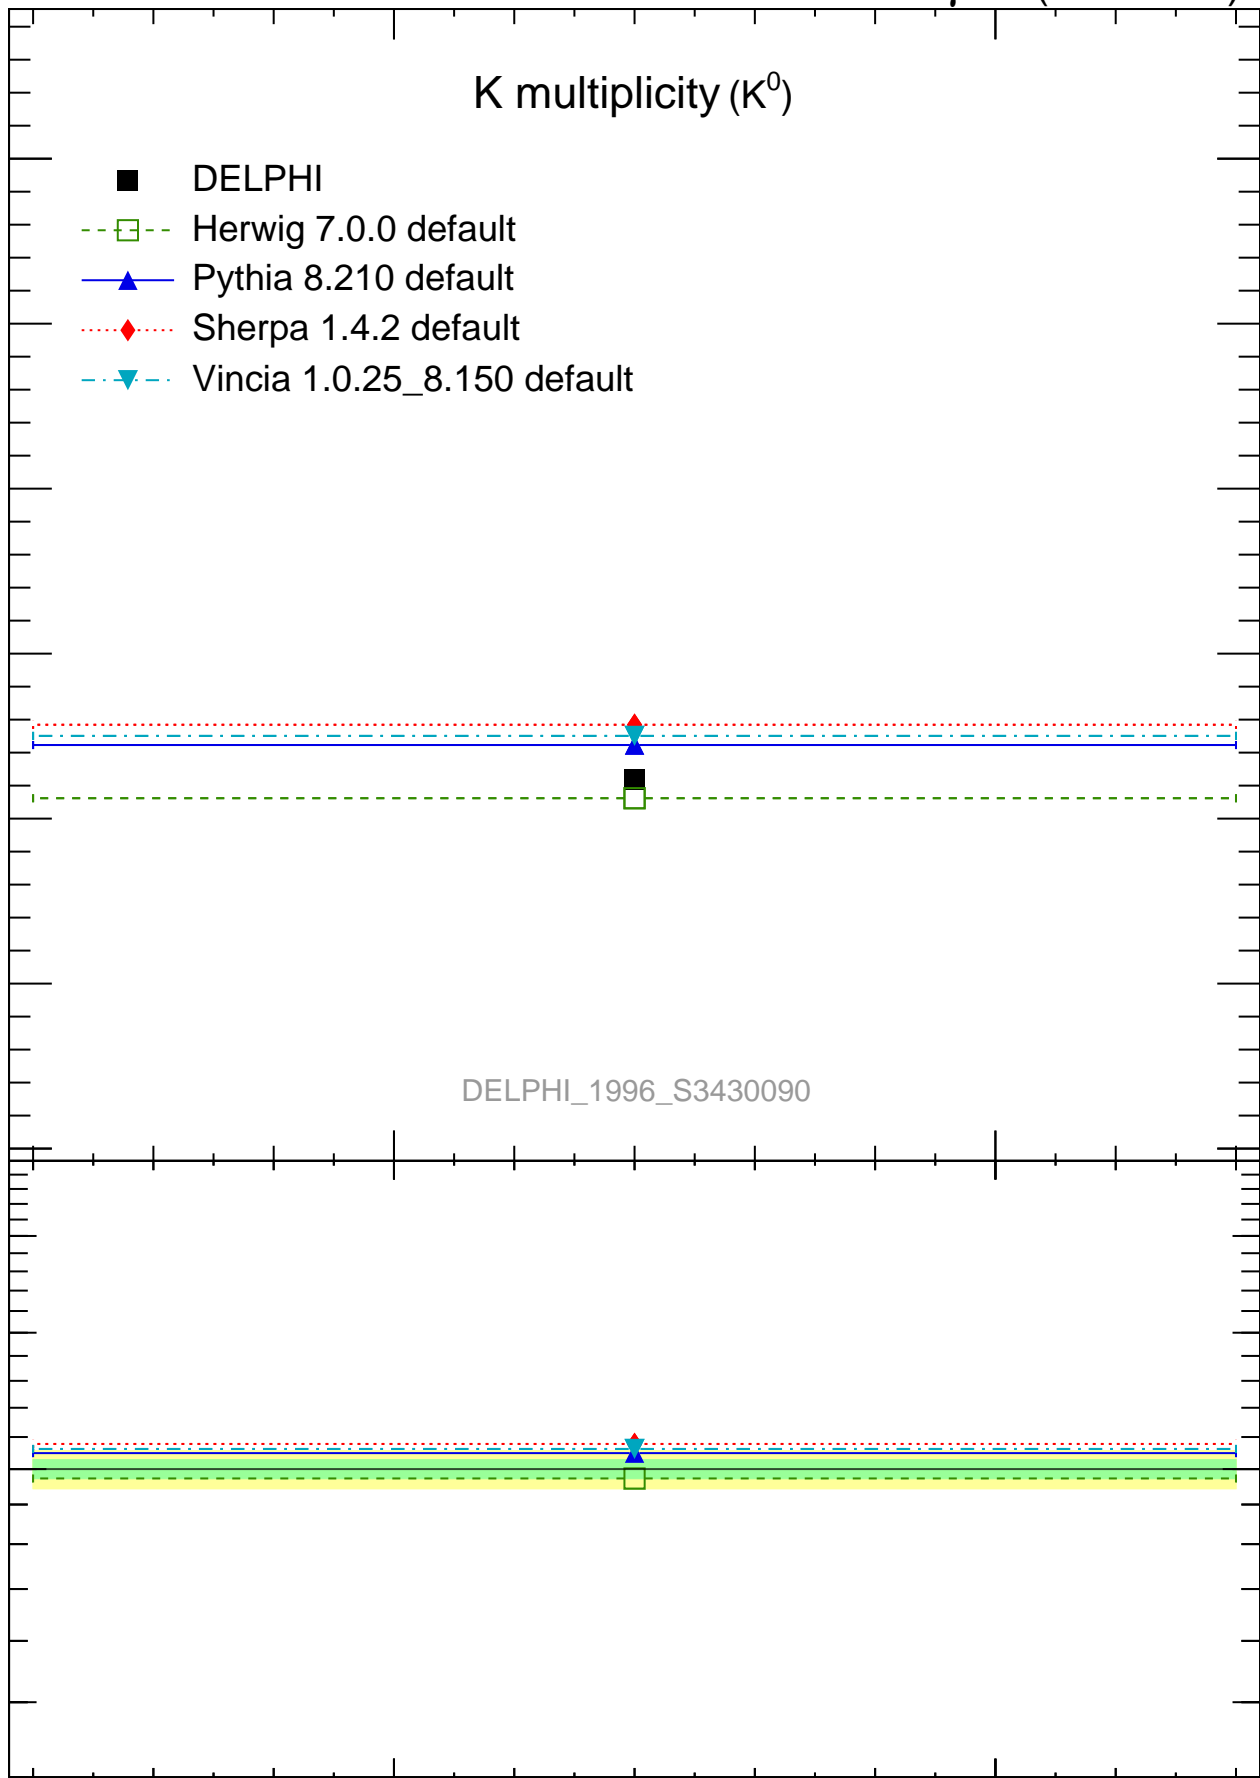 K multiplicity (K⁰)
DELPHI
Herwig 7.0.0 default
Pythia 8.210 default
Sherpa 1.4.2 default
Vincia 1.0.25_8.150 default
DELPHI_1996_S3430090